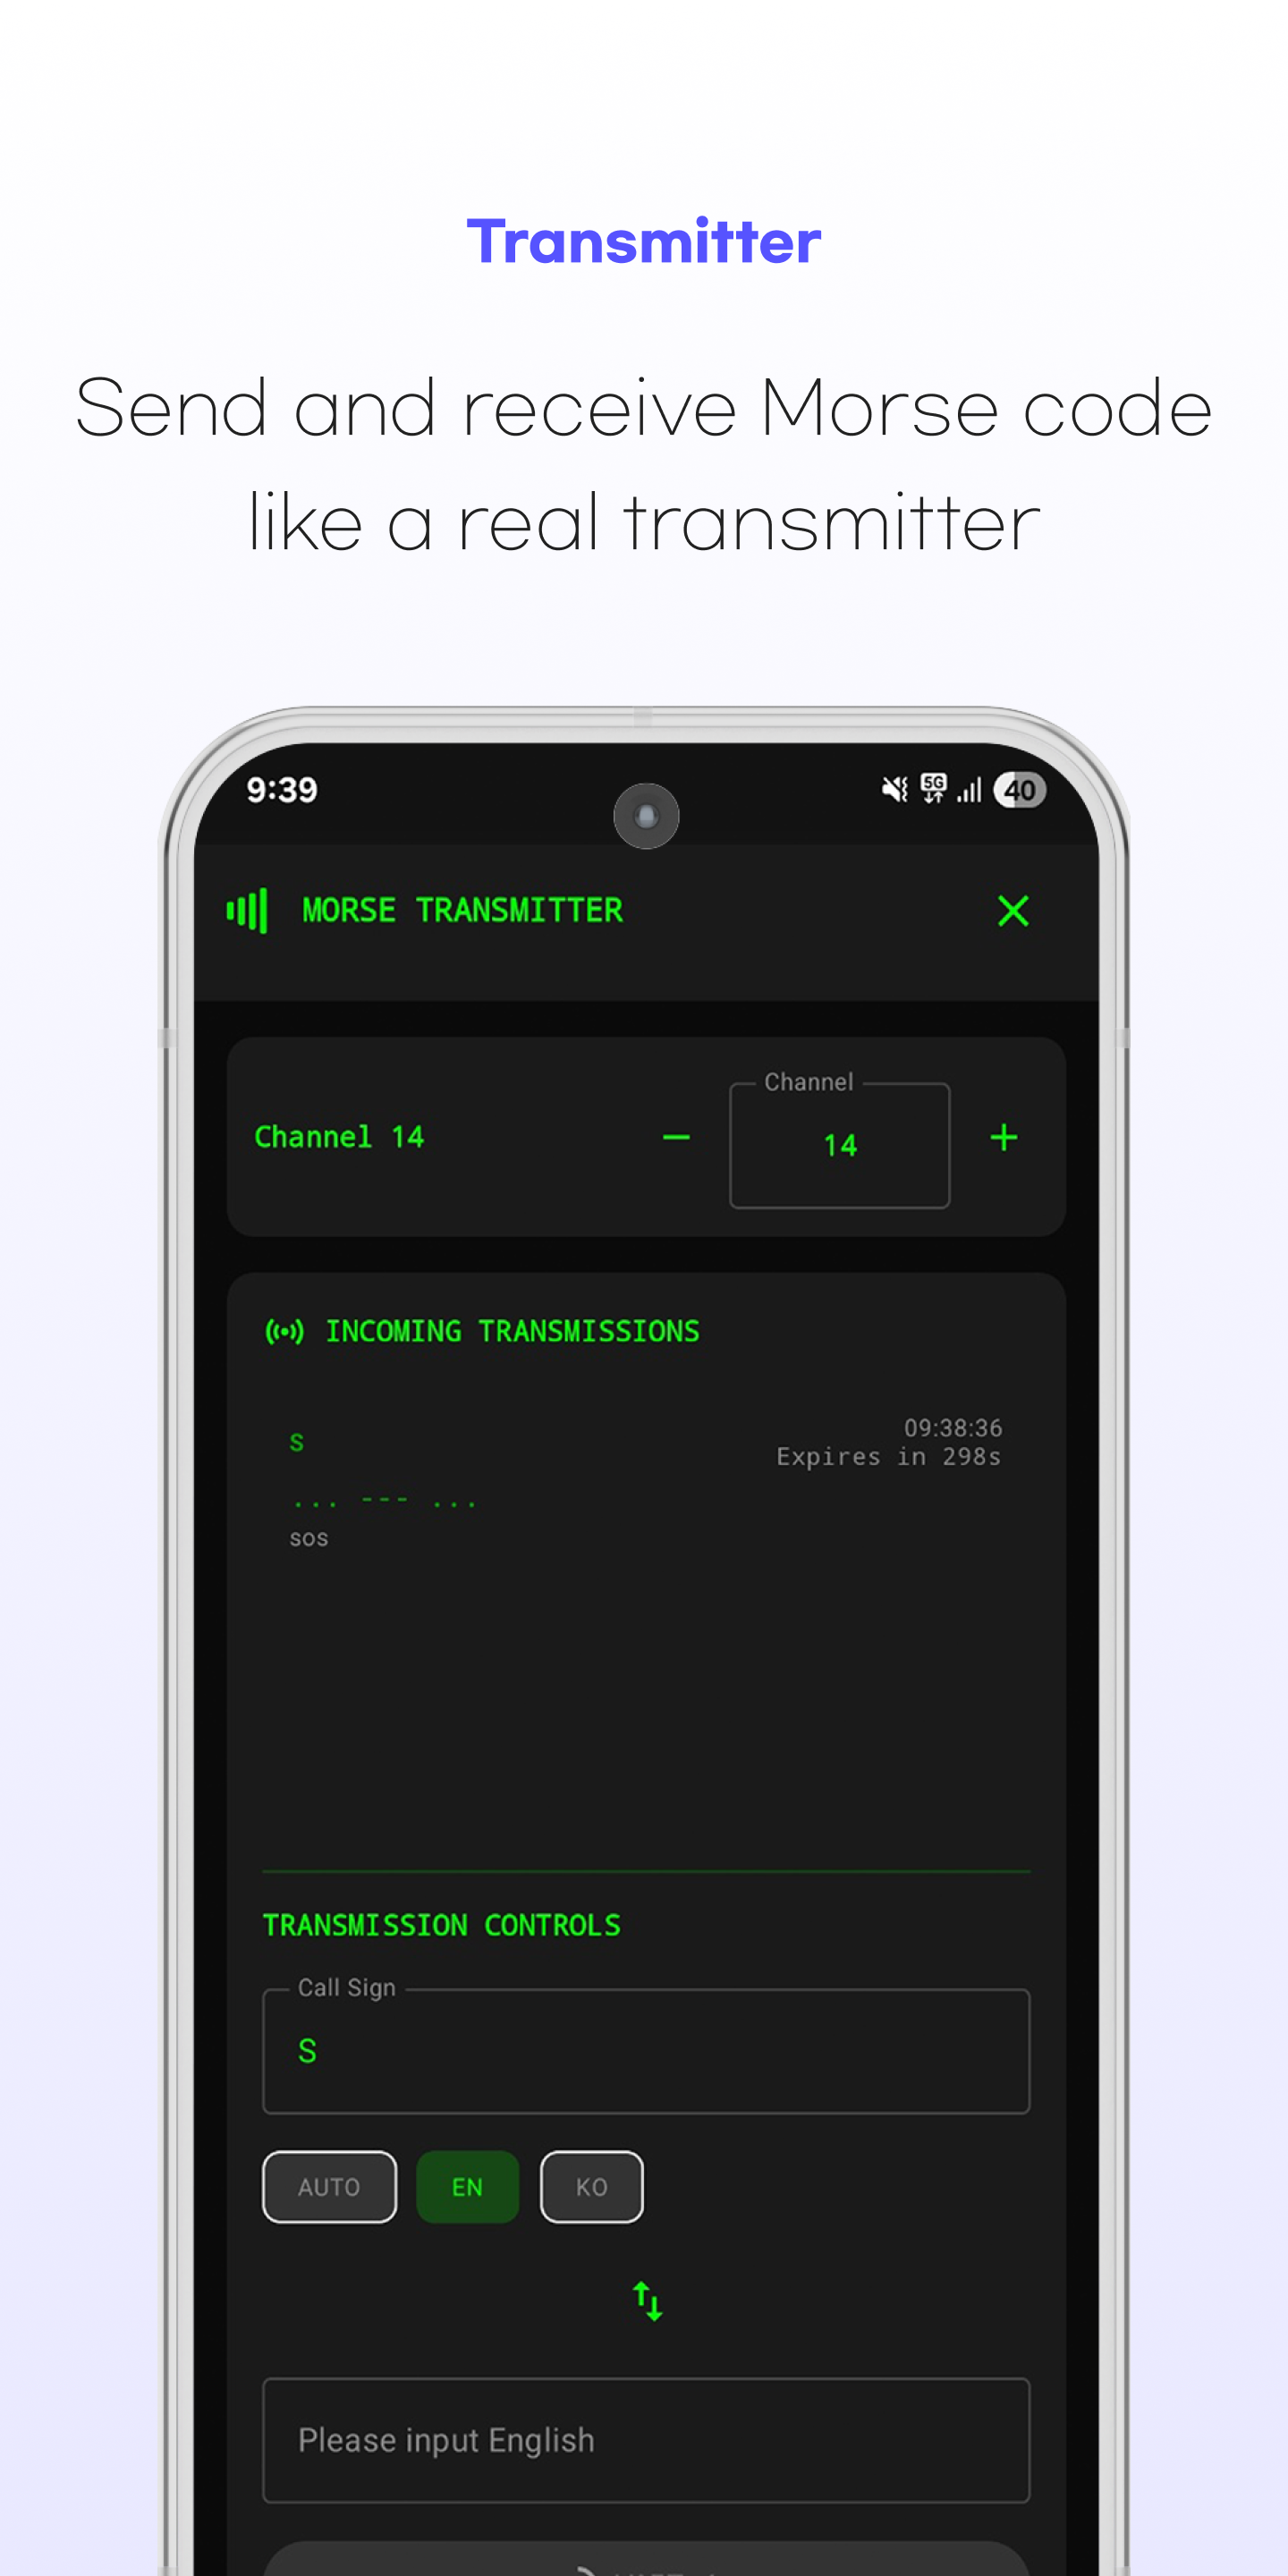 Transmitter
Send and receive Morse code
like a real transmitter
9:39
5G
40
MORSE TRANSMITTER
Channel
Channel 14
14
INCOMING TRANSMISSIONS
S
09:38:36
Expires in 298s
... --- ...
sos
TRANSMISSION CONTROLS
Call Sign
S
AUTO
EN
KO
Please input English